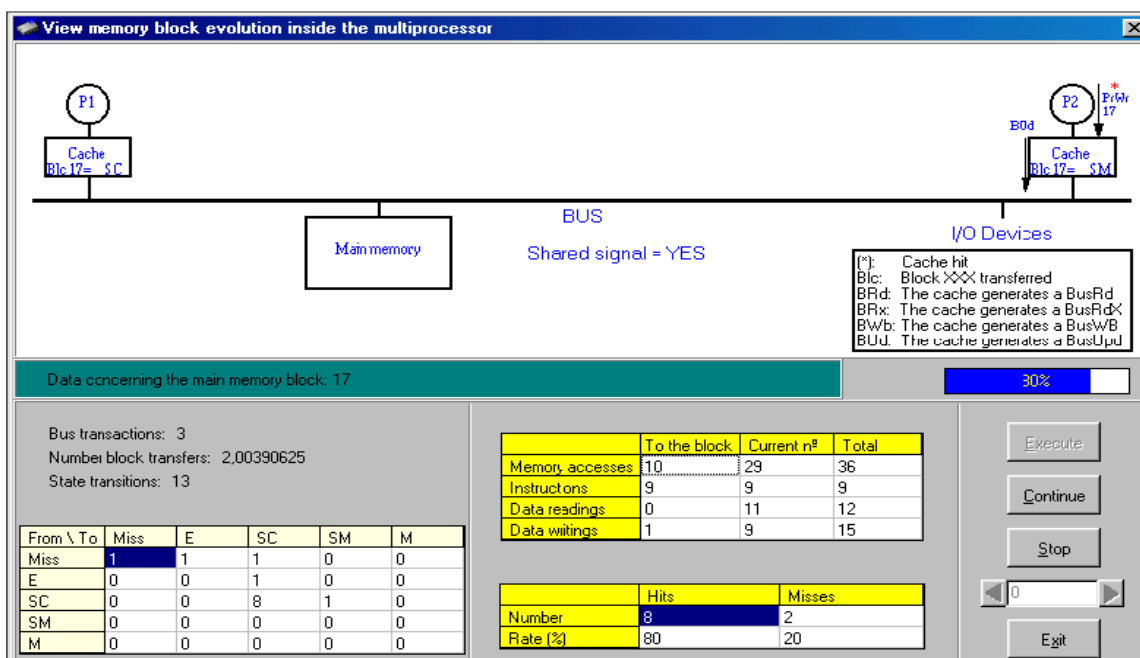 View memory block evolution inside the multiprocessor
P1
Cache
Blc 17= SC
P2
*
PrWr
17
BUd
Cache
Blc 17= SM
Main memory
BUS
Shared signal = YES
I/O Devices
(*): Cache hit
Blc: Block XXX transferred
BRd: The cache generates a BusRd
BRx: The cache generates a BusRdX
BWb: The cache generates a BusWB
BUd: The cache generates a BusUpd
Data concerning the main memory block: 17
80%
Bus transactions: 3
Number block transfers: 2,00390625
State transitions: 13
From \ To Miss E SC SM M
Miss 1 1 1 0 0
E 0 0 1 0 0
SC 0 0 8 1 0
SM 0 0 0 0 0
M 0 0 0 0 0
To the block Current nº Total
Memory accesses 10 29 36
Instructions 9 9 9
Data readings 0 11 12
Data writings 1 9 15
Hits Misses
Number 8 2
Rate (%) 80 20
Execute
Continue
Stop
0
Exit